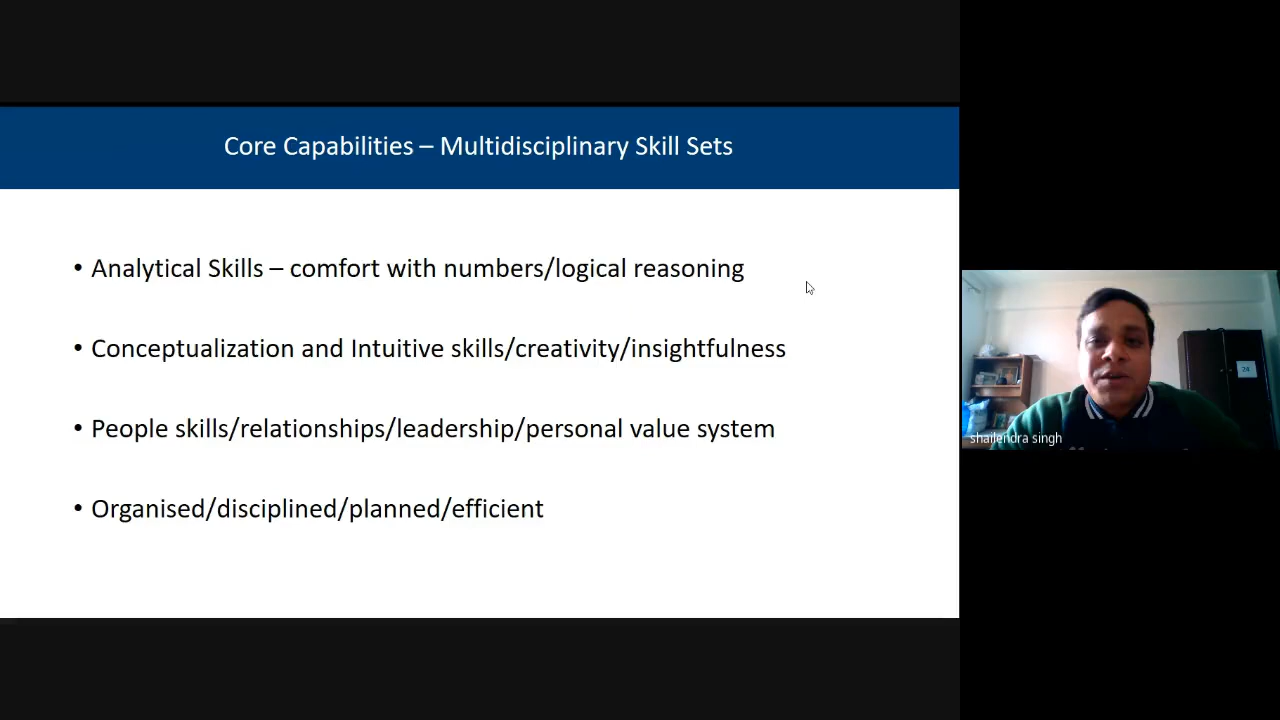 Core Capabilities – Multidisciplinary Skill Sets
• Analytical Skills – comfort with numbers/logical reasoning
• Conceptualization and Intuitive skills/creativity/insightfulness
• People skills/relationships/leadership/personal value system
• Organised/disciplined/planned/efficient
24
shailendra singh